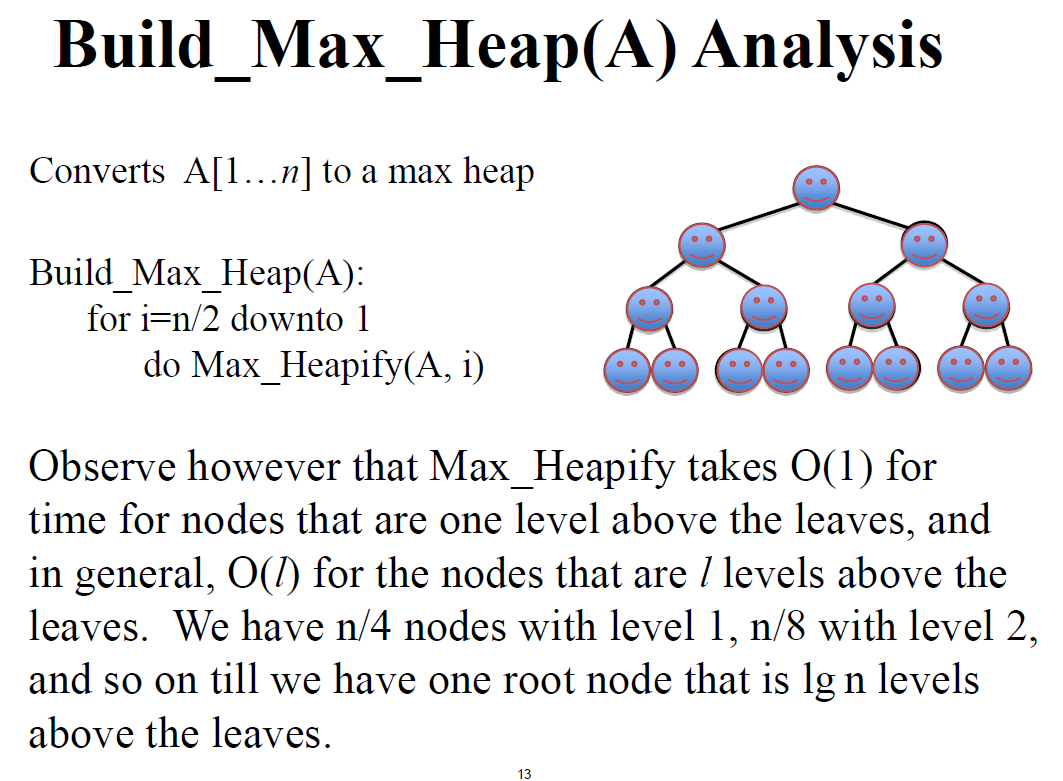 Build_Max_Heap(A) Analysis
Converts A[1…n] to a max heap
Build_Max_Heap(A):
for i=n/2 downto 1
do Max_Heapify(A, i)
Observe however that Max_Heapify takes O(1) for
time for nodes that are one level above the leaves, and
in general, O(l) for the nodes that are l levels above the
leaves. We have n/4 nodes with level 1, n/8 with level 2,
and so on till we have one root node that is lg n levels
above the leaves.
13